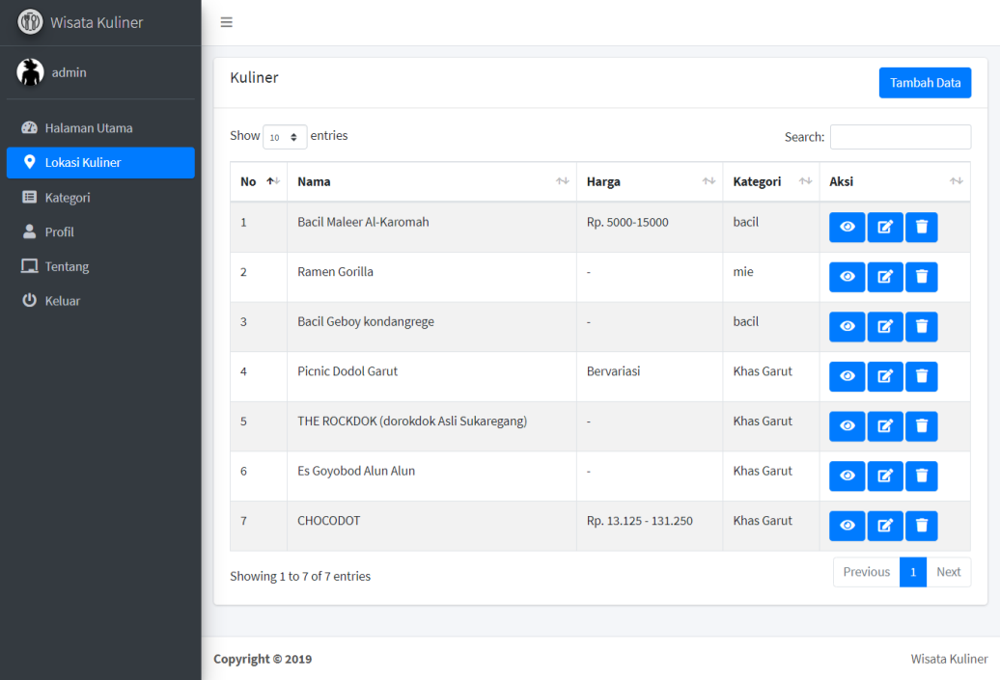 Wisata Kuliner
admin
Halaman Utama
Lokasi Kuliner
Kategori
Profil
Tentang
Keluar
Kuliner
Tambah Data
Show 10 entries
Search:
No Nama Harga Kategori Aksi
1 Bacil Maleer Al-Karomah Rp. 5000-15000 bacil
2 Ramen Gorilla - mie
3 Bacil Geboy kondangrege - bacil
4 Picnic Dodol Garut Bervariasi Khas Garut
5 THE ROCKDOK (dorokdok Asli Sukaregang) - Khas Garut
6 Es Goyobod Alun Alun - Khas Garut
7 CHOCODOT Rp. 13.125 - 131.250 Khas Garut
Showing 1 to 7 of 7 entries
Previous 1 Next
Copyright © 2019
Wisata Kuliner